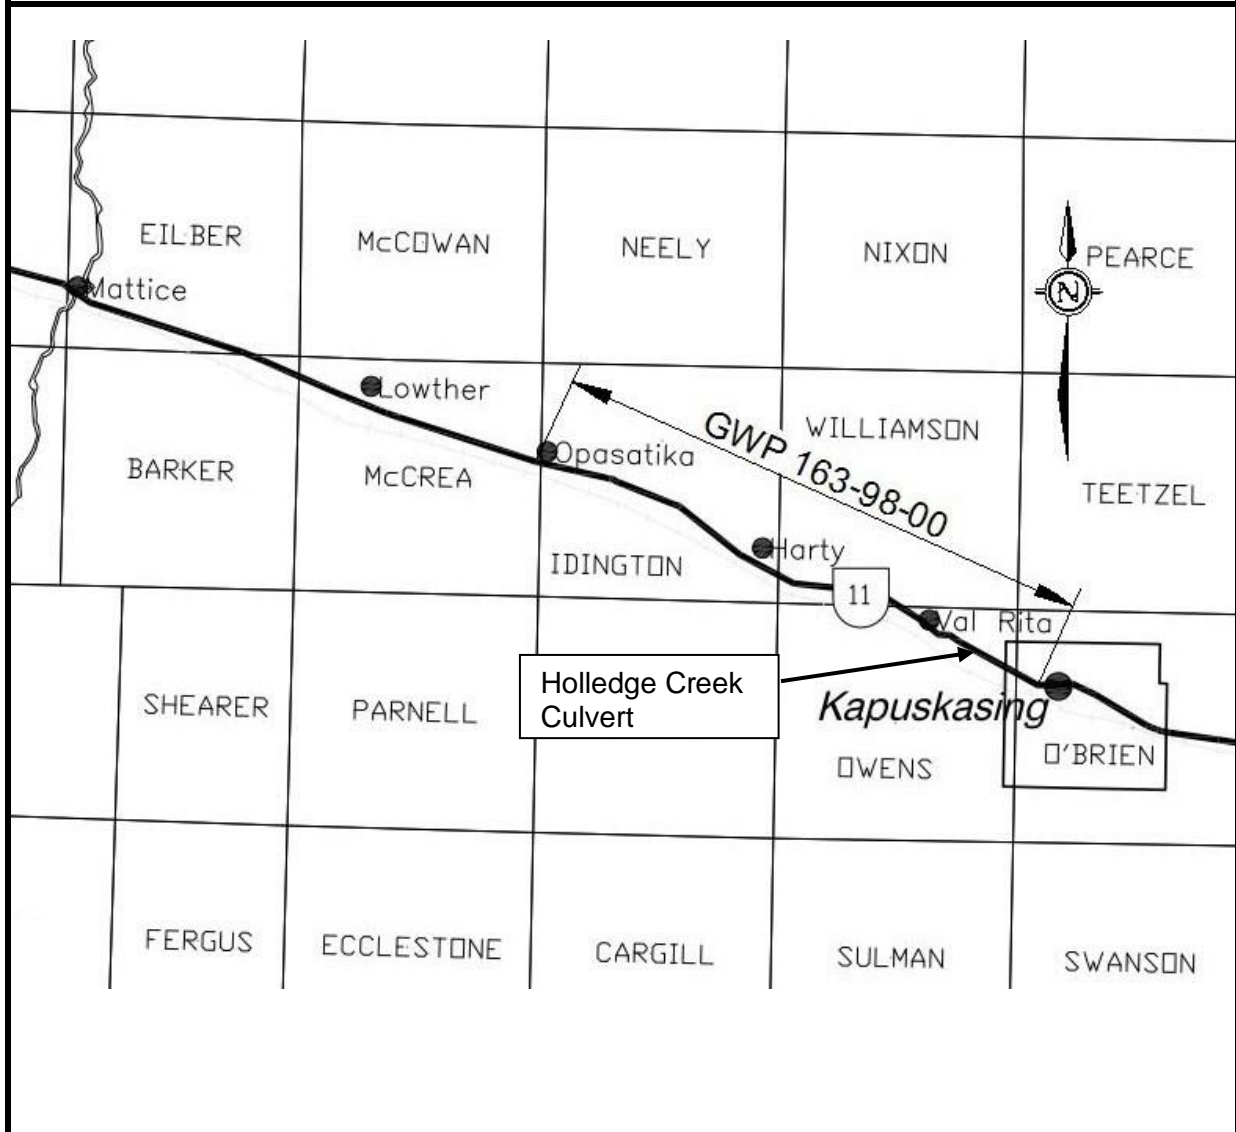 EILBER
McCOWAN
NEELY
NIXON
N
PEARCE
Mattice
Lowther
Opasatika
GWP 163-98-00
WILLIAMSON
BARKER
McCREA
TEETZEL
Harty
IDINGTON
11
Val Rita
Holledge Creek
Culvert
Kapuskasing
SHEARER
PARNELL
OWENS
O'BRIEN
FERGUS
ECCLESTONE
CARGILL
SULMAN
SWANSON